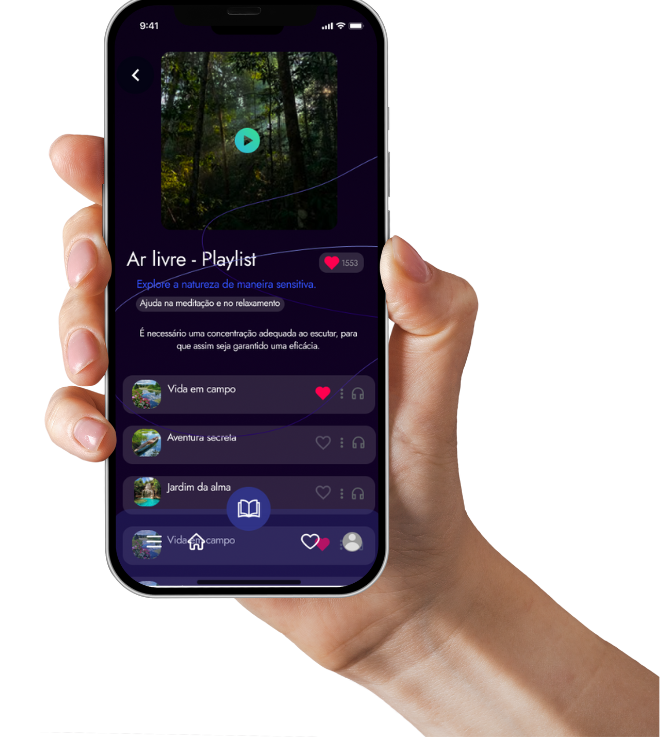 9:41
Ar livre - Playlist
1553
Explore a natureza de maneira sensitiva.
Ajuda na meditação e no relaxamento
É necessário uma concentração adequada ao escutar, para
que assim seja garantido uma eficácia.
Vida em campo
Aventura secreta
Jardim da alma
Vida em campo